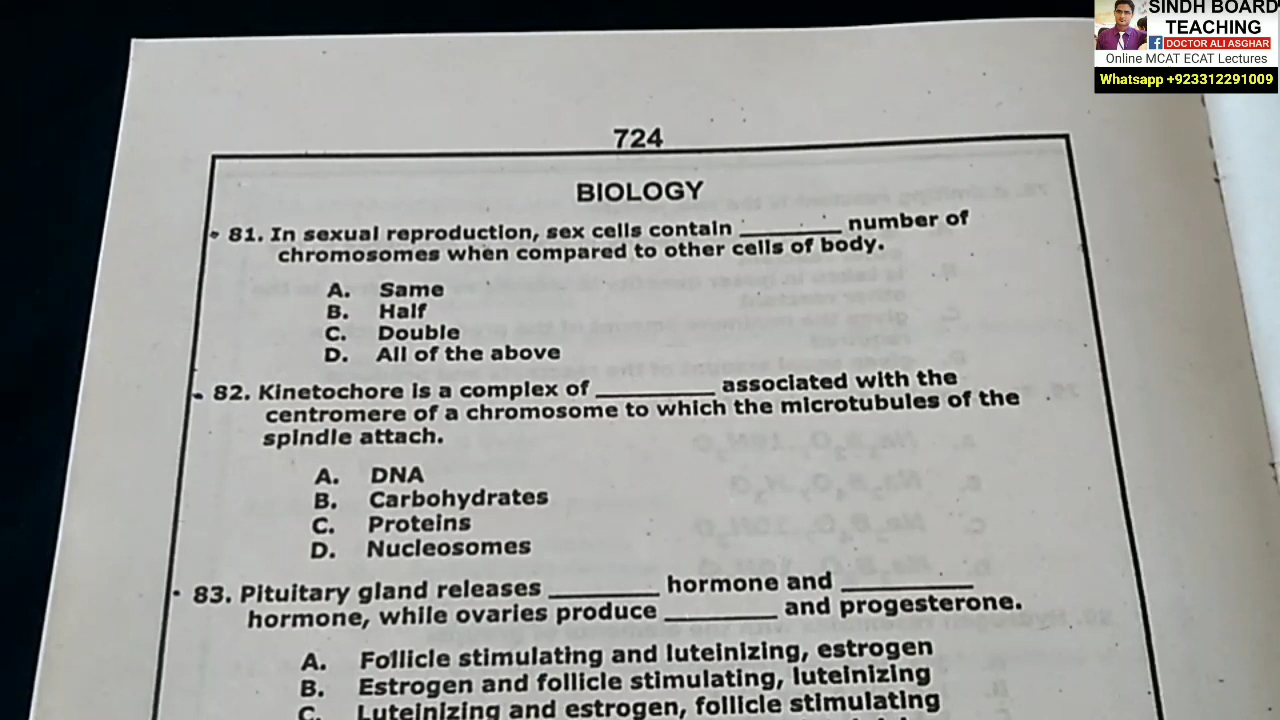 SINDH BOARD
TEACHING
DOCTOR ALI ASGHAR
Online MCAT ECAT Lectures
Whatsapp +923312291009
724
BIOLOGY
81. In sexual reproduction, sex cells contain ________ number of
chromosomes when compared to other cells of body.
A. Same
B. Half
C. Double
D. All of the above
82. Kinetochore is a complex of ________ associated with the
centromere of a chromosome to which the microtubules of the
spindle attach.
A. DNA
B. Carbohydrates
C. Proteins
D. Nucleosomes
83. Pituitary gland releases ________ hormone and ________
hormone, while ovaries produce ________ and progesterone.
A. Follicle stimulating and luteinizing, estrogen
B. Estrogen and follicle stimulating, luteinizing
C. Luteinizing and estrogen, follicle stimulating